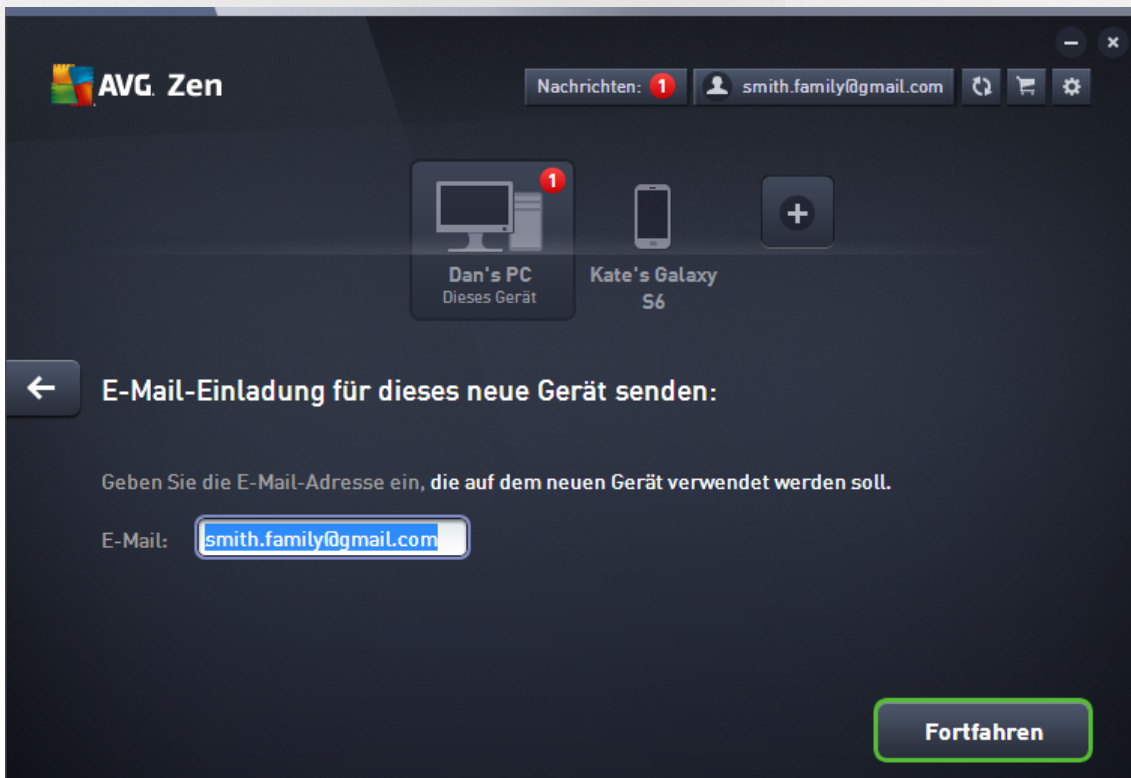 AVG. Zen
Nachrichten: 1
smith.family@gmail.com
1
Dan's PC
Dieses Gerät
Kate's Galaxy
S6
E-Mail-Einladung für dieses neue Gerät senden:
Geben Sie die E-Mail-Adresse ein, die auf dem neuen Gerät verwendet werden soll.
E-Mail: smith.family@gmail.com
Fortfahren